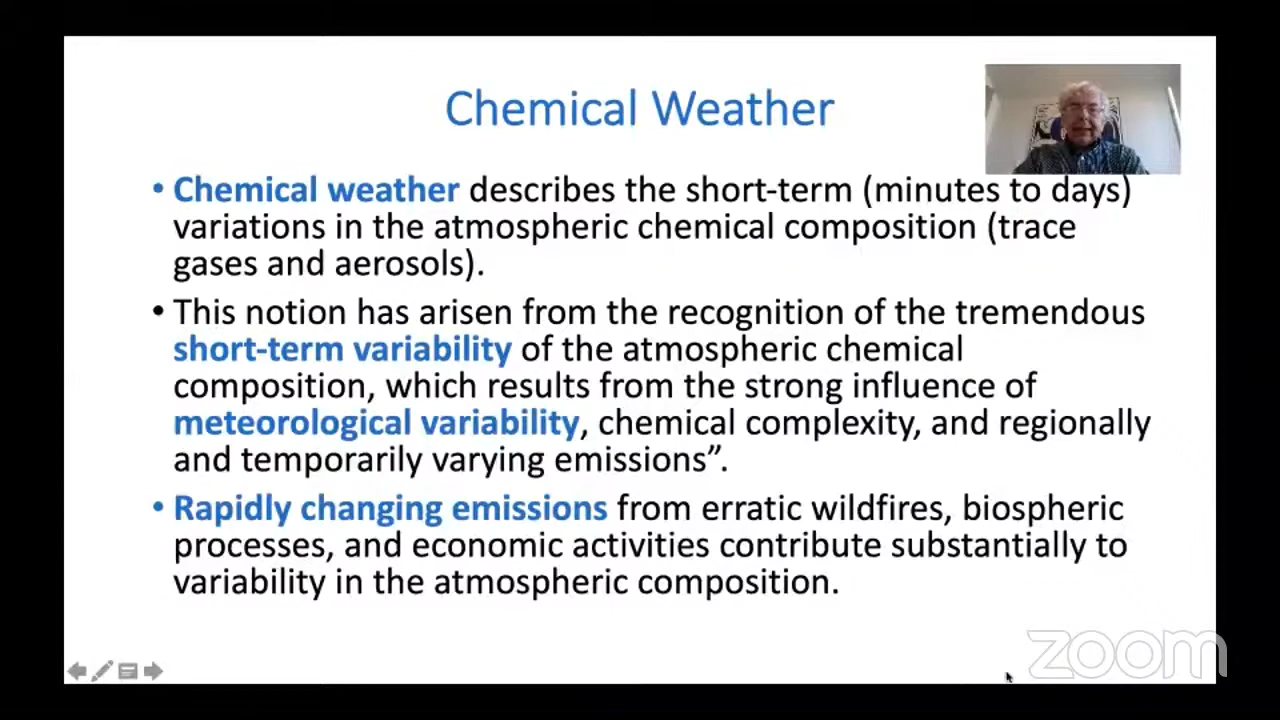 Chemical Weather
• Chemical weather describes the short-term (minutes to days)
variations in the atmospheric chemical composition (trace
gases and aerosols).
• This notion has arisen from the recognition of the tremendous
short-term variability of the atmospheric chemical
composition, which results from the strong influence of
meteorological variability, chemical complexity, and regionally
and temporarily varying emissions”.
• Rapidly changing emissions from erratic wildfires, biospheric
processes, and economic activities contribute substantially to
variability in the atmospheric composition.
zoom